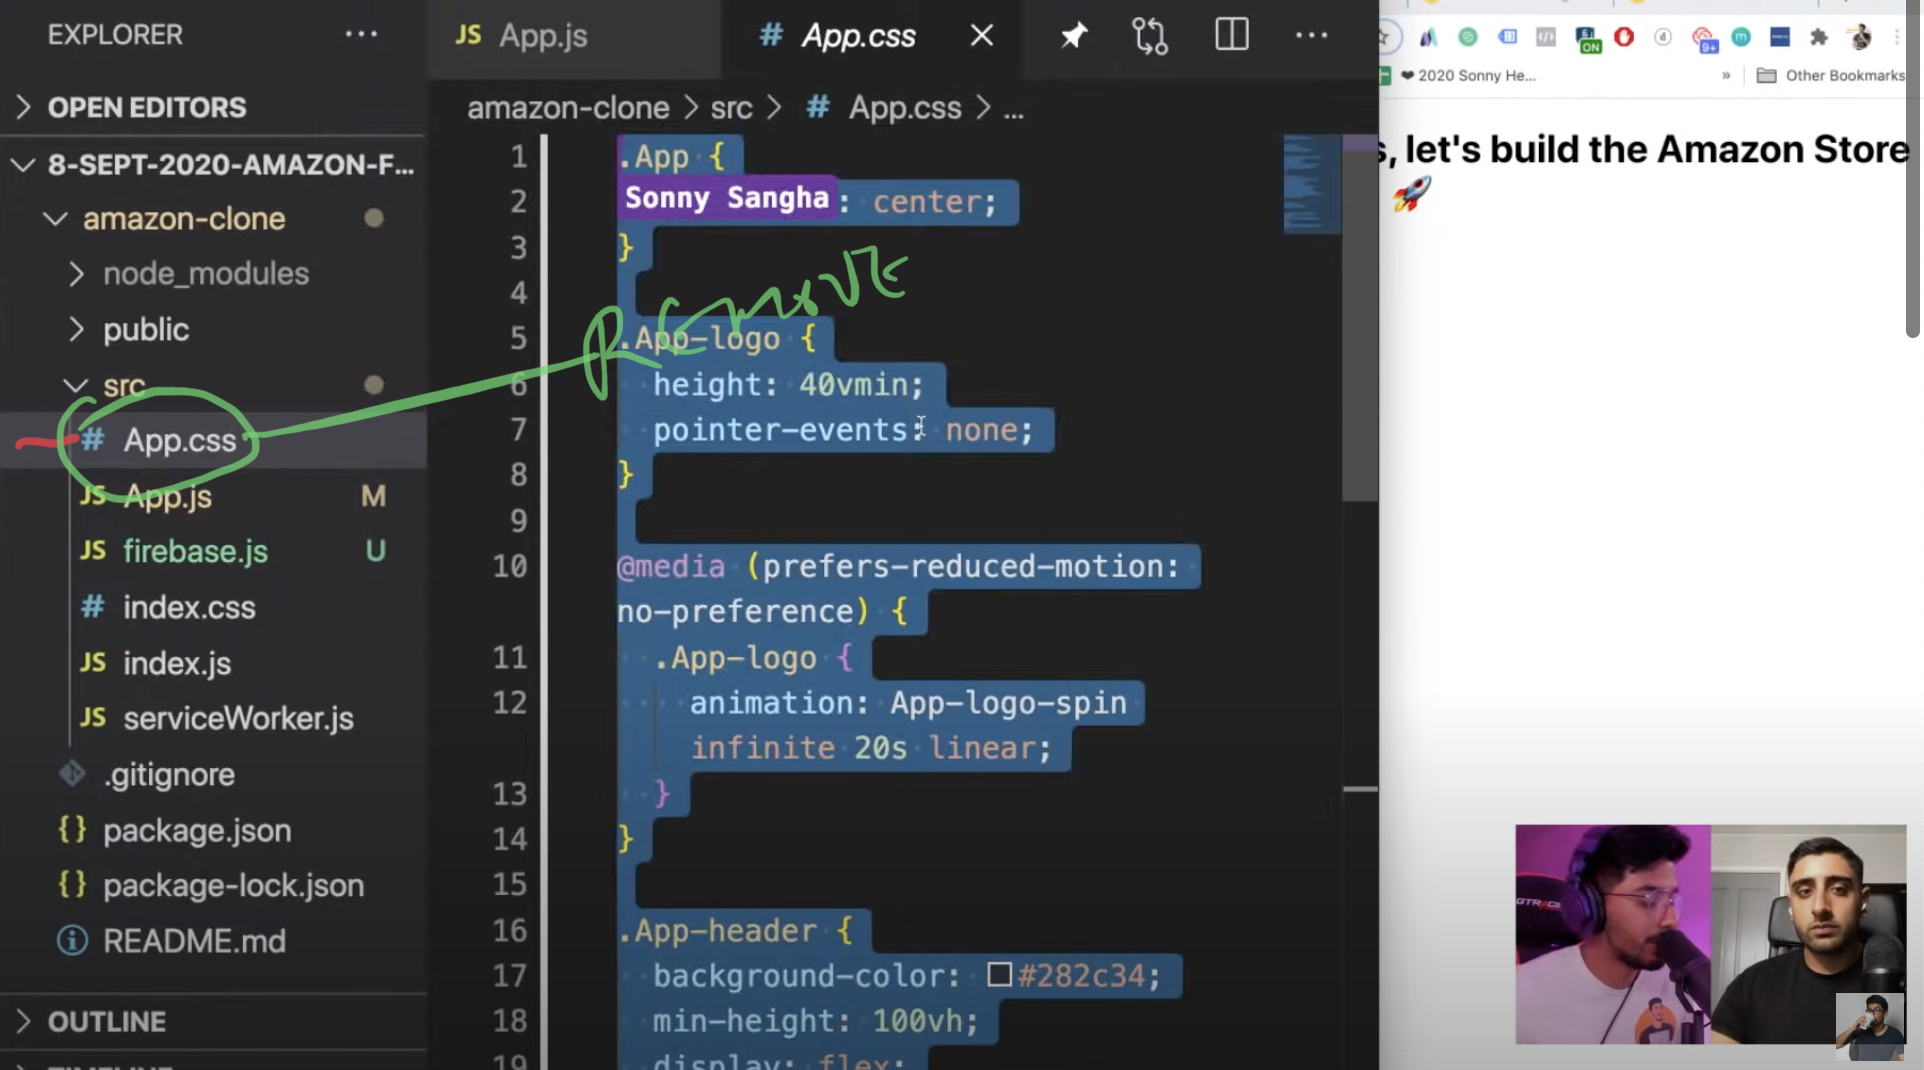 EXPLORER
OPEN EDITORS
8-SEPT-2020-AMAZON-F...
amazon-clone
node_modules
public
src
App.css
JS App.js M
JS firebase.js U
# index.css
JS index.js
JS serviceWorker.js
.gitignore
{} package.json
{} package-lock.json
README.md
OUTLINE
TIMELINE
JS App.js
# App.css
amazon-clone > src > # App.css > ...
1 .App {
Sonny Sangha
2 : center;
3 }
4
5 .App-logo {
6 height: 40vmin;
7 pointer-events: none;
8 }
9
10 @media (prefers-reduced-motion:
no-preference) {
11 .App-logo {
12 animation: App-logo-spin
infinite 20s linear;
13 }
14 }
15
16 .App-header {
17 background-color: #282c34;
18 min-height: 100vh;
19 display: flex;
REMOVE
ON
9+
2020 Sonny He...
» Other Bookmarks
s, let's build the Amazon Store
🚀